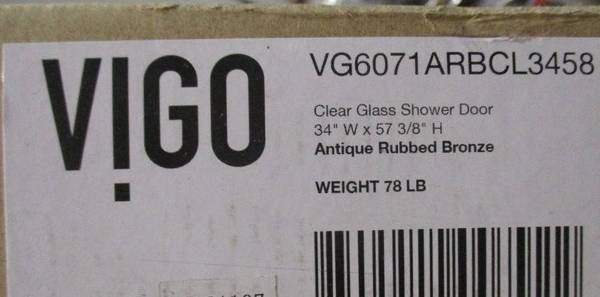 VIGO
VG6071ARBCL3458
Clear Glass Shower Door
34" W x 57 3/8" H
Antique Rubbed Bronze
WEIGHT 78 LB